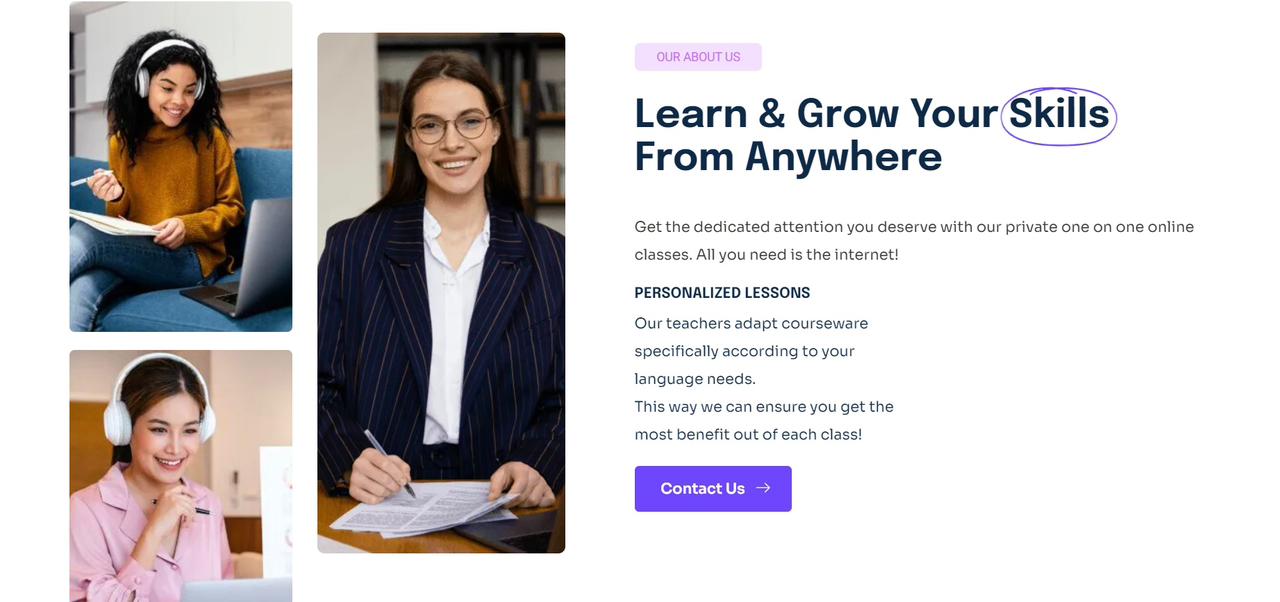 OUR ABOUT US
Learn & Grow Your Skills
From Anywhere
Get the dedicated attention you deserve with our private one on one online
classes. All you need is the internet!
PERSONALIZED LESSONS
Our teachers adapt courseware
specifically according to your
language needs.
This way we can ensure you get the
most benefit out of each class!
Contact Us →